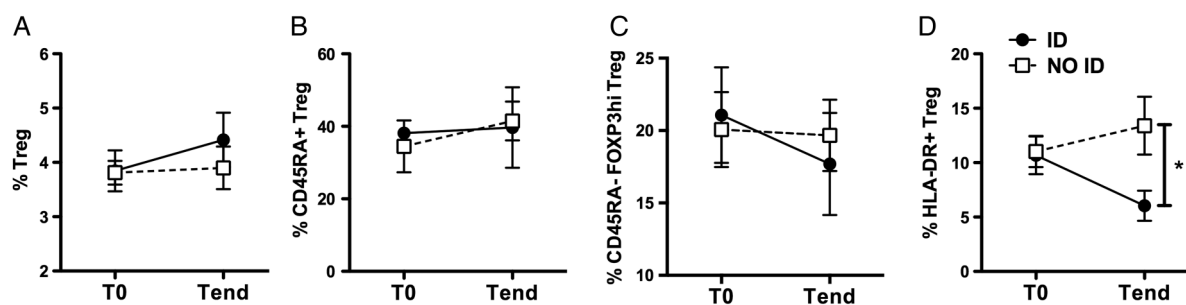 A
% Treg
6
5
4
3
2
T0 Tend
B
% CD45RA+ Treg
60
40
20
0
T0 Tend
C
% CD45RA- FOXP3hi Treg
25
20
15
10
T0 Tend
D
ID
NO ID
% HLA-DR+ Treg
20
15
10
5
0
*
T0 Tend